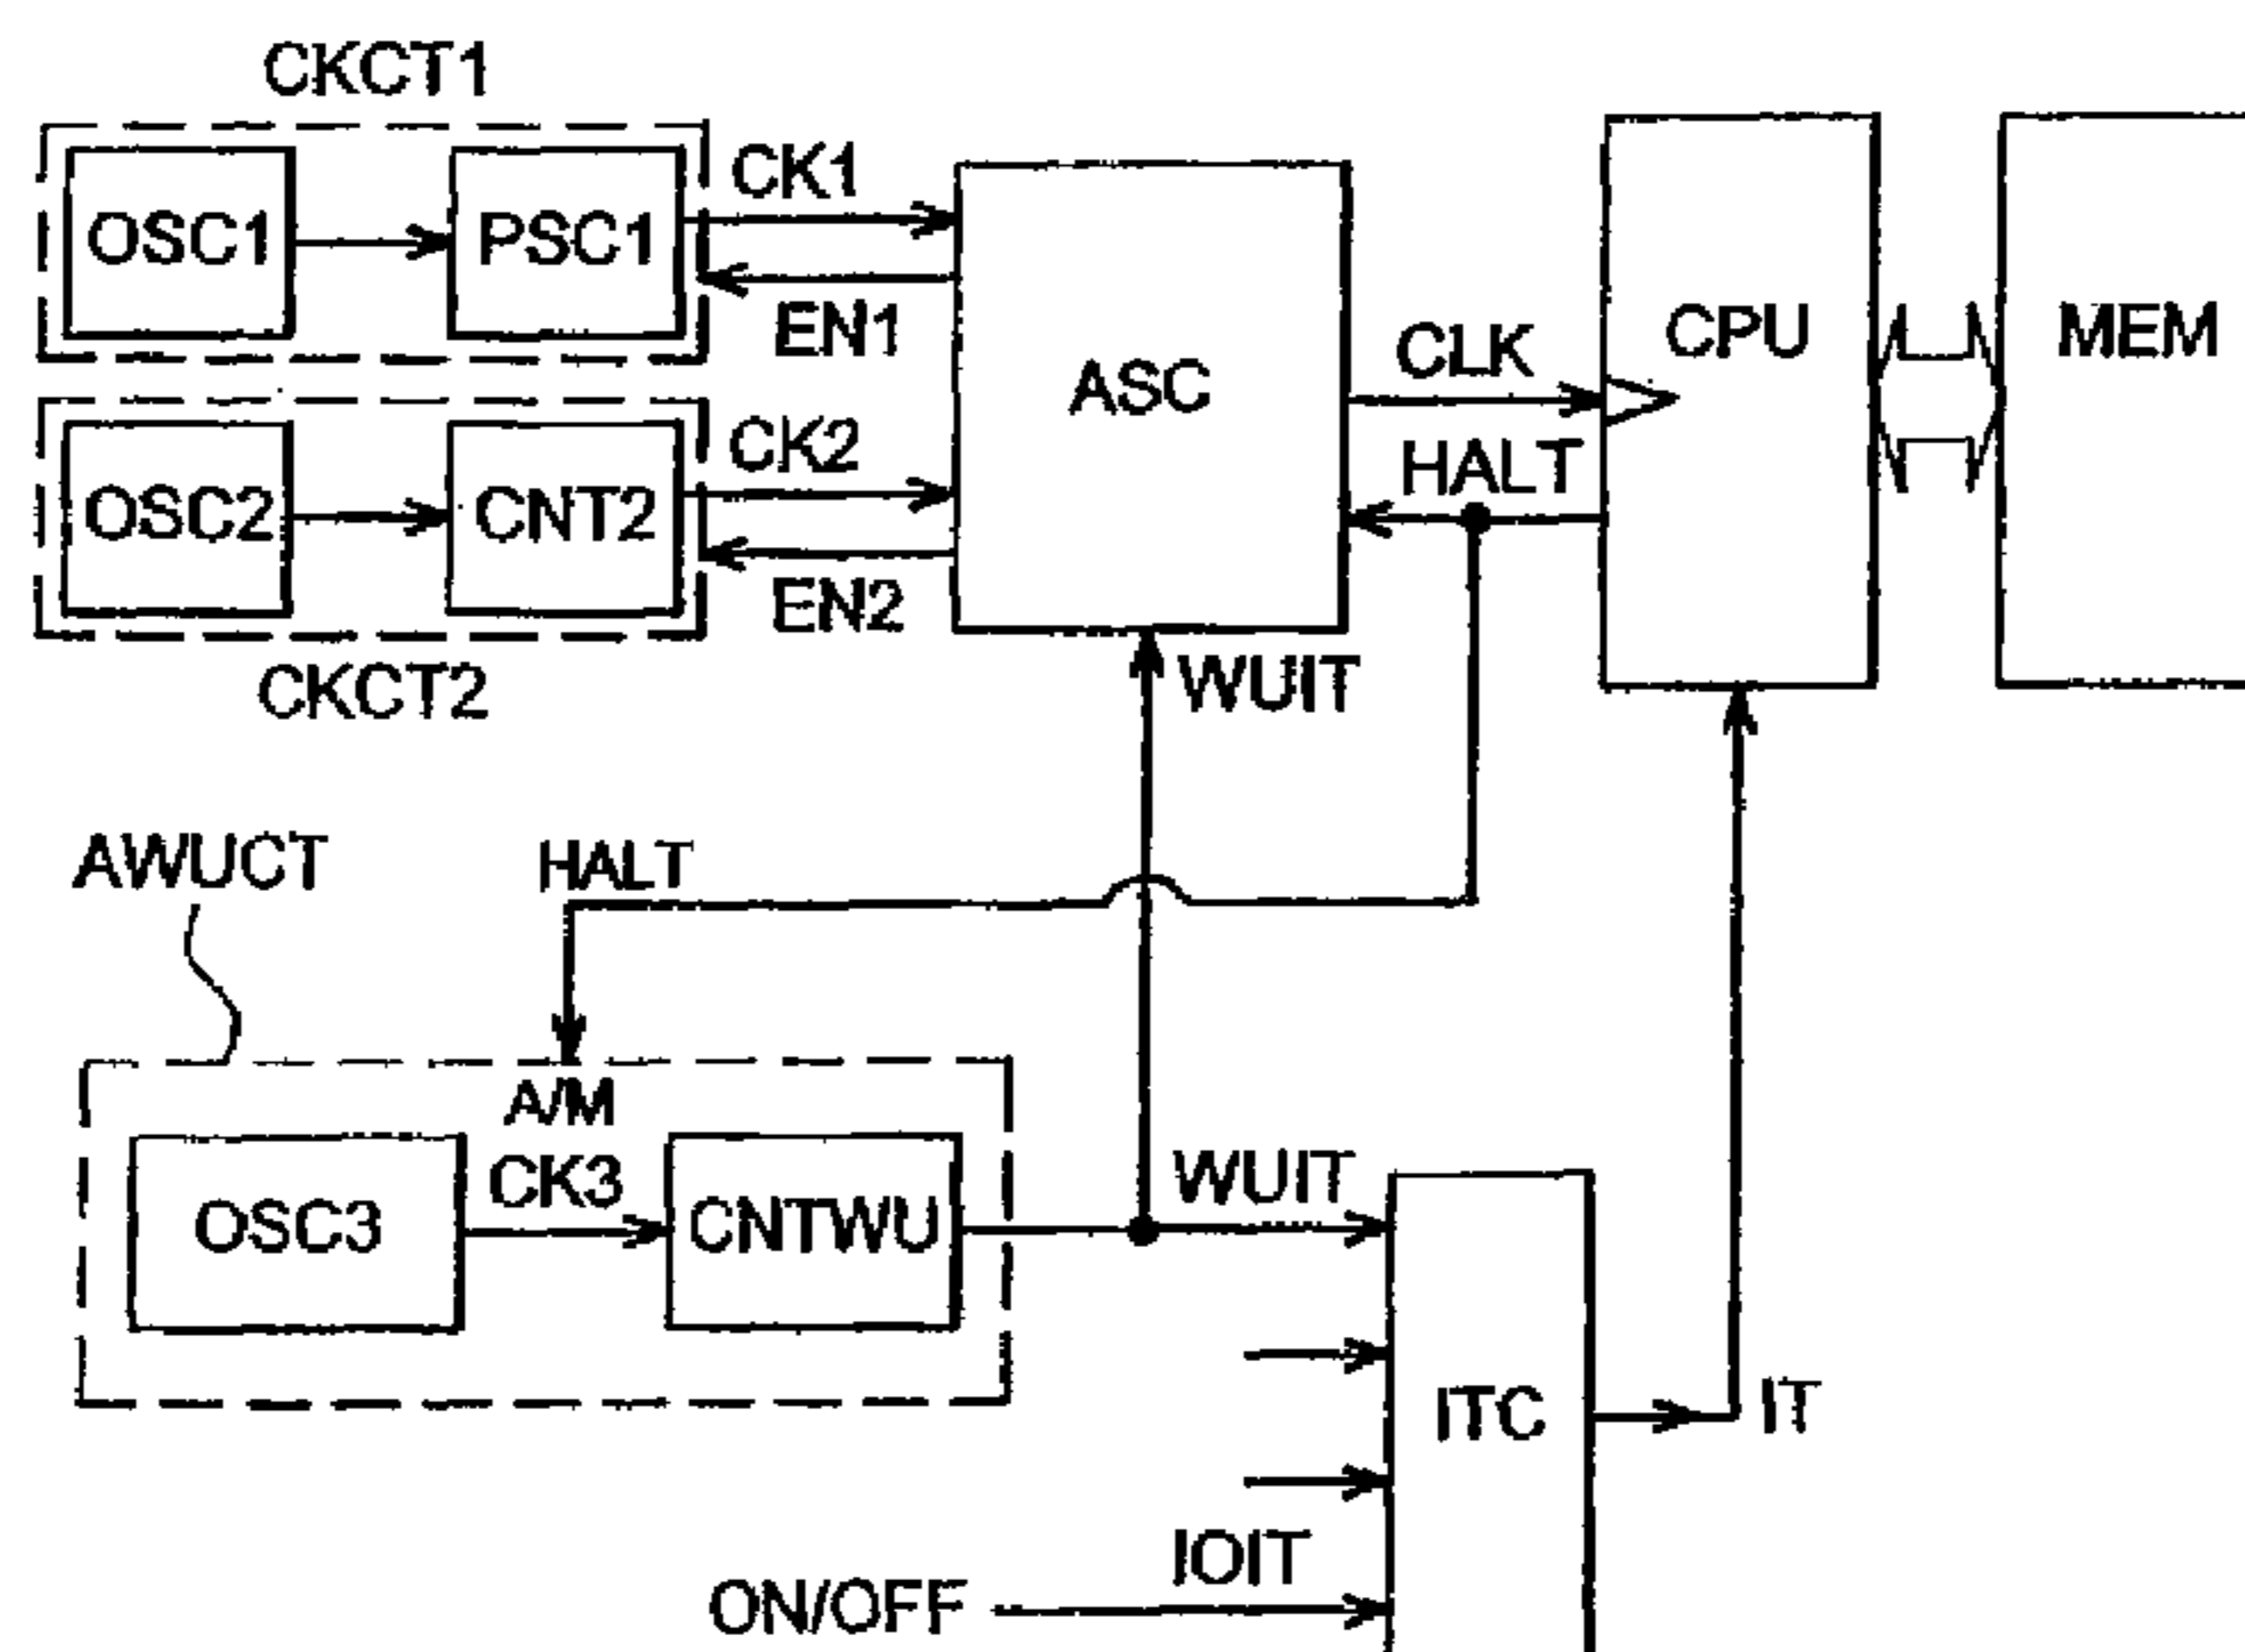 CKCT1
OSC1
PSC1
CK1
EN1
OSC2
CNT2
CK2
EN2
CKCT2
ASC
CLK
HALT
CPU
MEM
WUIT
AWUCT
HALT
A/M
OSC3
CK3
CNTWU
WUIT
ITC
IT
IOIT
ON/OFF